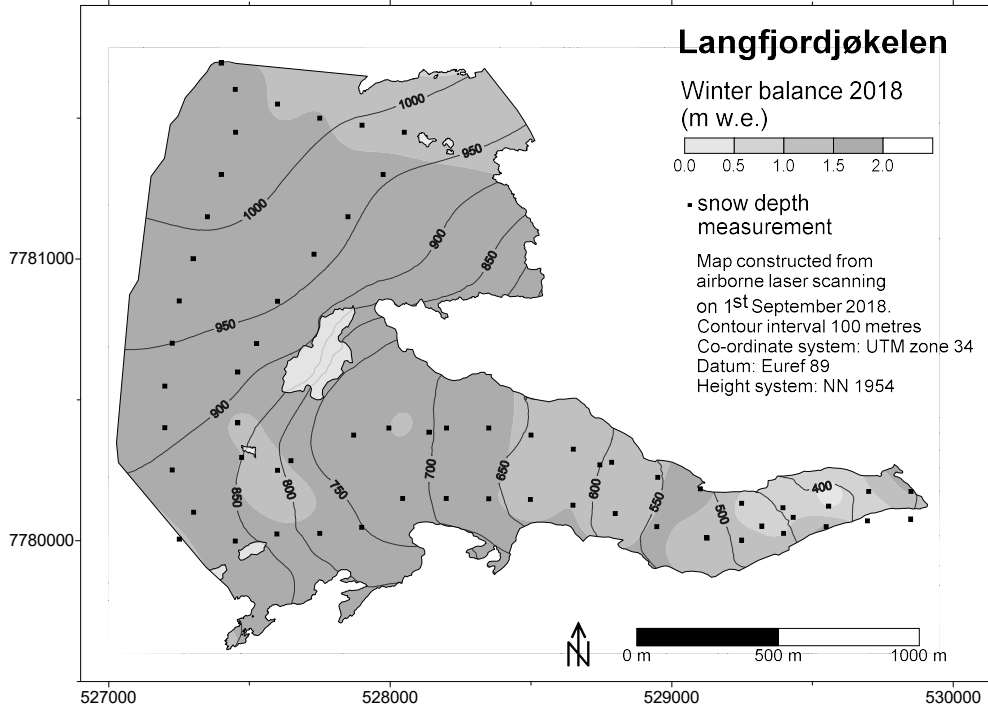 Langfjordjøkelen
Winter balance 2018
(m w.e.)
0.0 0.5 1.0 1.5 2.0
snow depth
measurement
Map constructed from
airborne laser scanning
on 1st September 2018.
Contour interval 100 metres
Co-ordinate system: UTM zone 34
Datum: Euref 89
Height system: NN 1954
1000
950
1000
900
850
7781000
950
900
850
800
750
700
650
600
550
500
400
7780000
N
0 m 500 m 1000 m
527000 528000 529000 530000